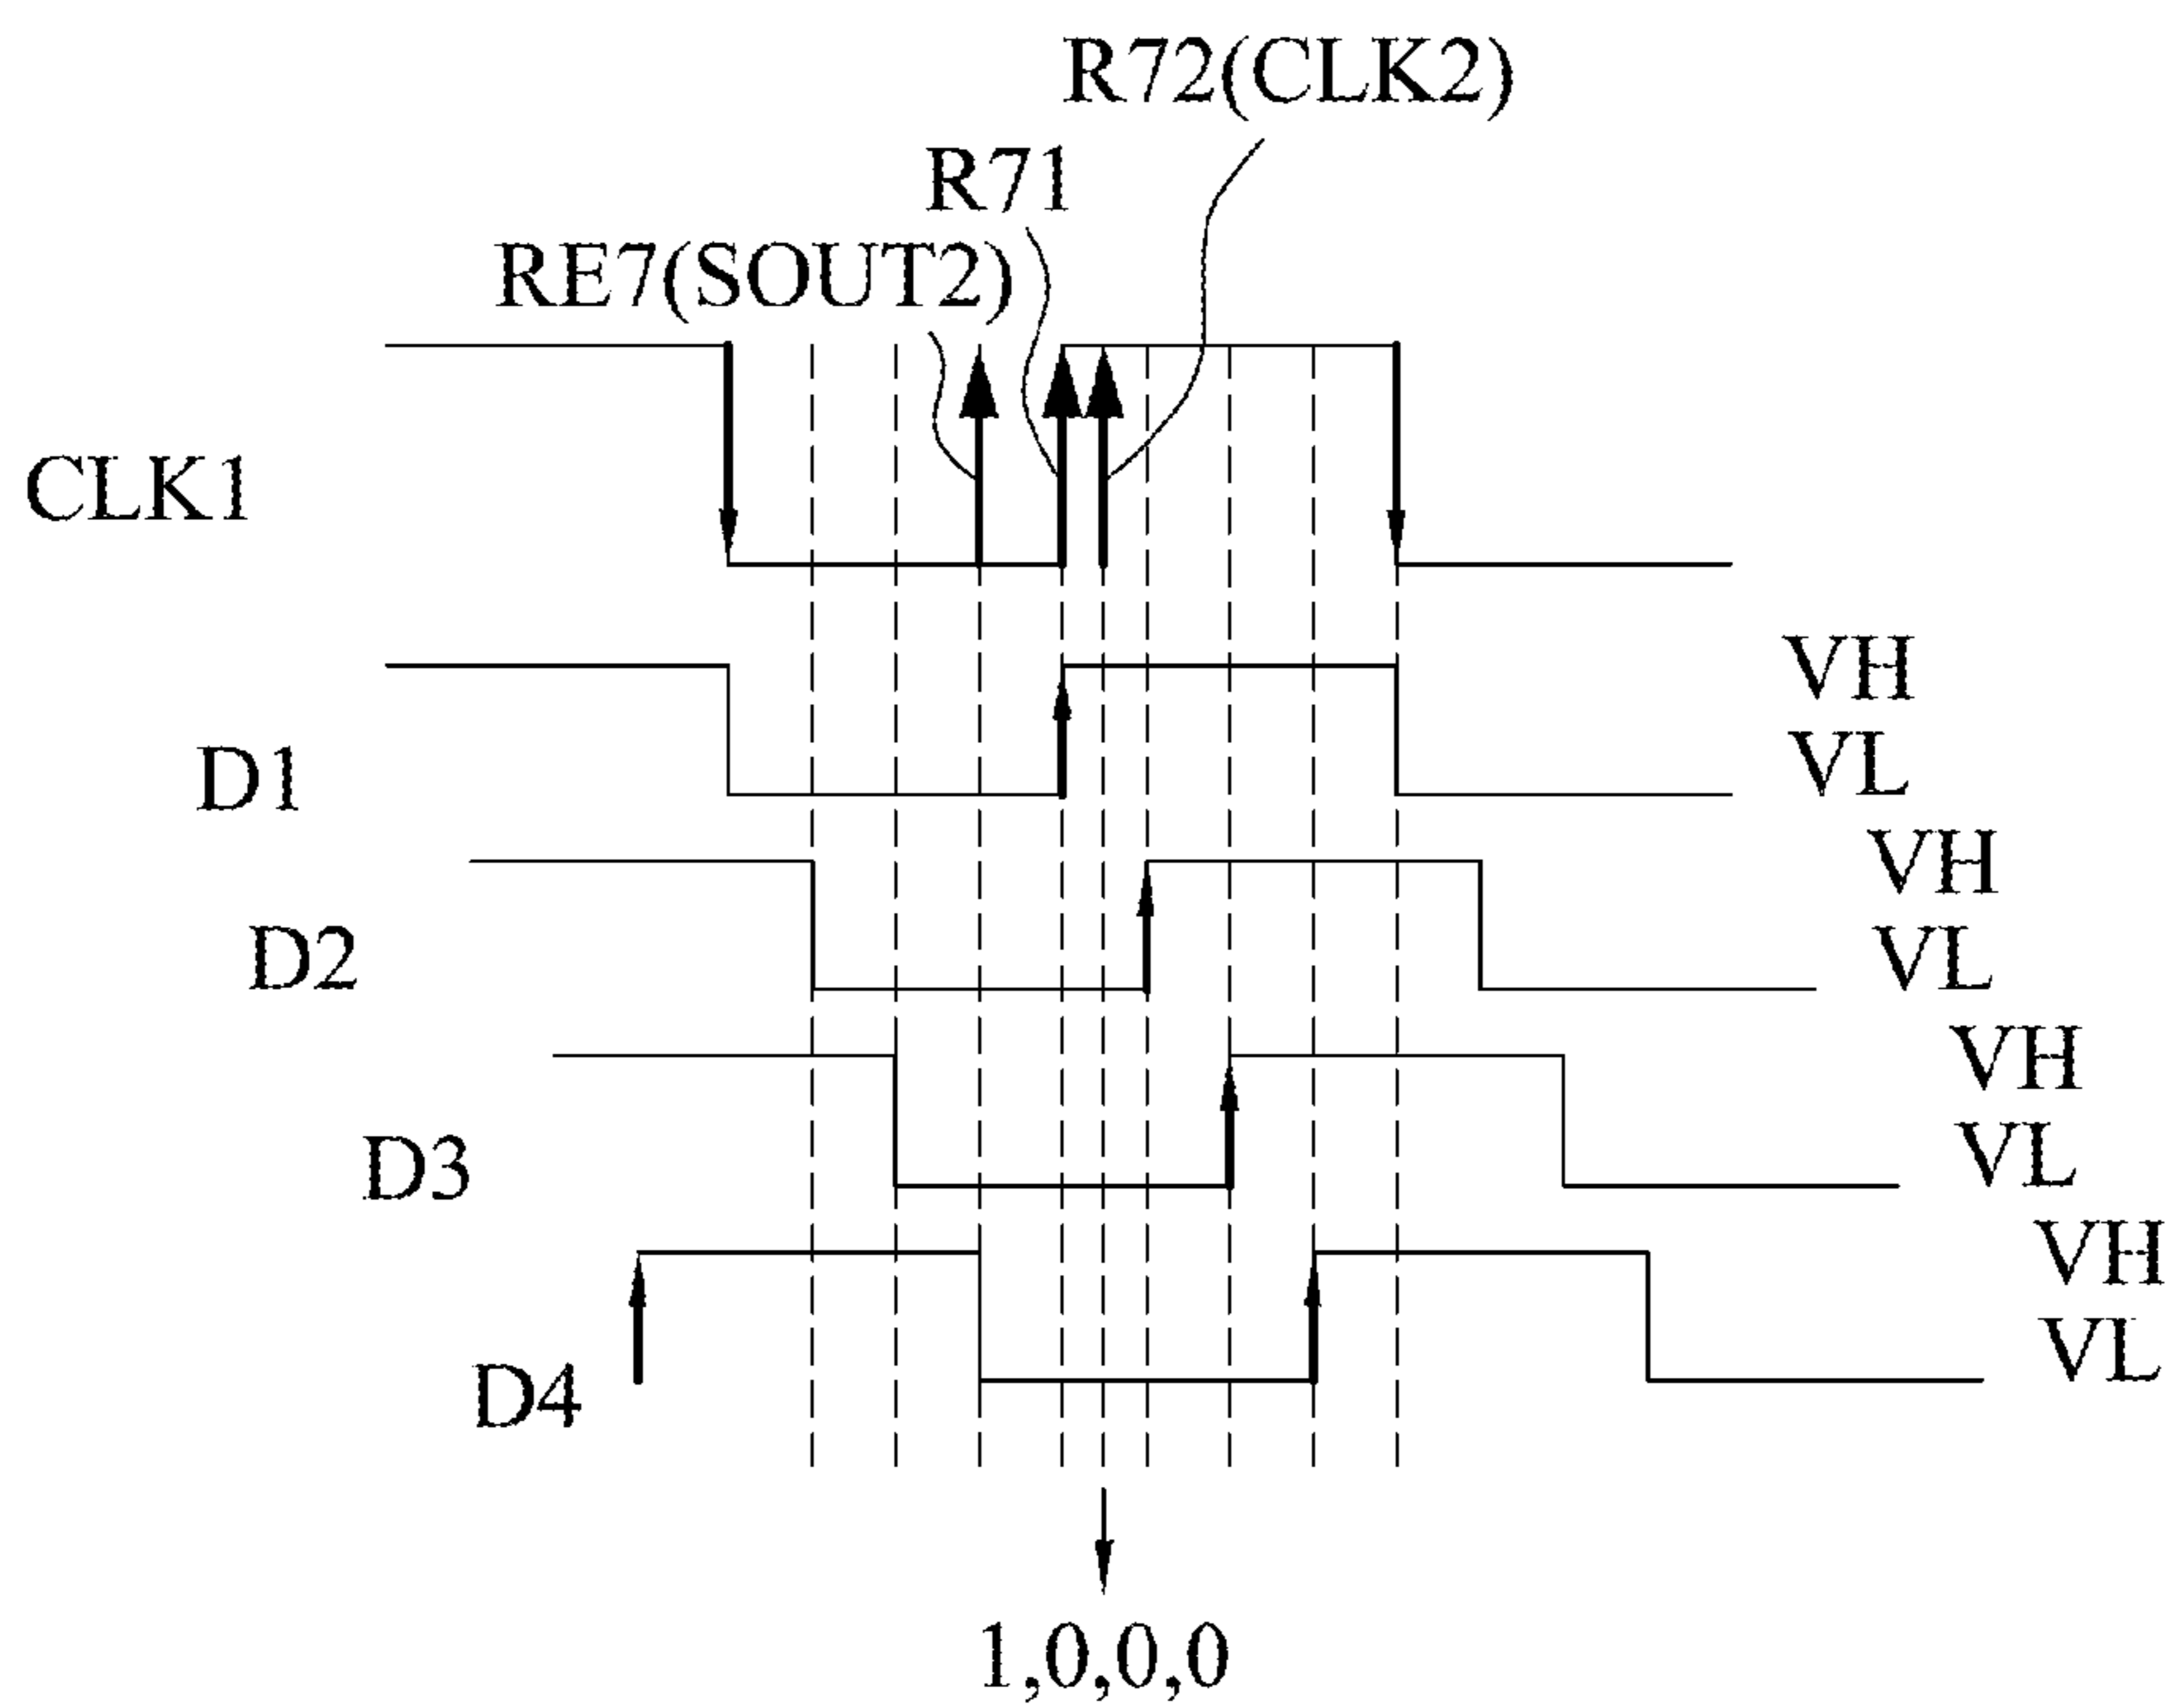 R72(CLK2)
R71
RE7(SOUT2)
CLK1
VH
D1
VL
VH
D2
VL
VH
D3
VL
VH
D4
VL
1,0,0,0